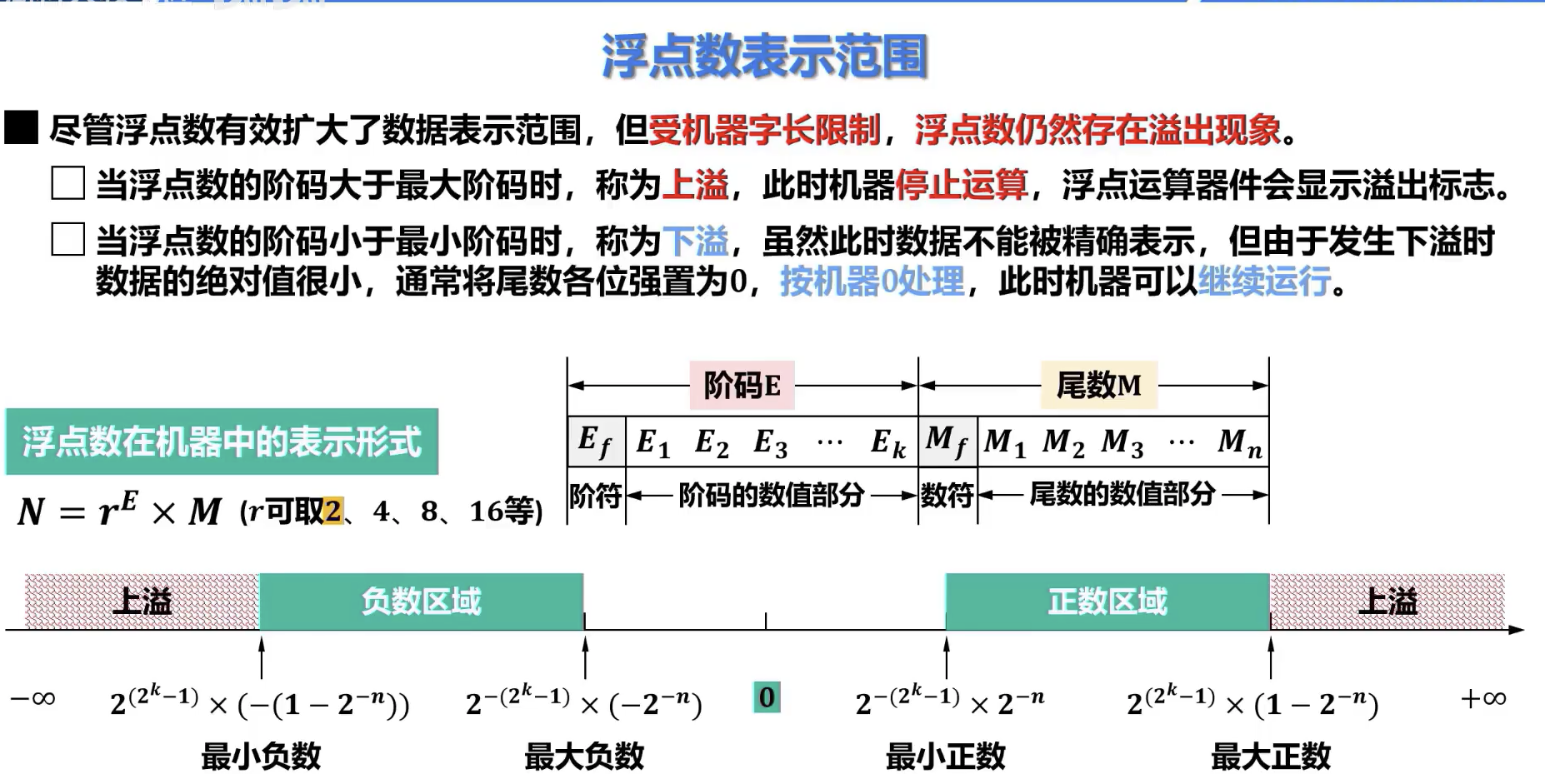 浮点数表示范围
■ 尽管浮点数有效扩大了数据表示范围，但受机器字长限制，浮点数仍然存在溢出现象。
□ 当浮点数的阶码大于最大阶码时，称为上溢，此时机器停止运算，浮点运算器件会显示溢出标志。
□ 当浮点数的阶码小于最小阶码时，称为下溢，虽然此时数据不能被精确表示，但由于发生下溢时
数据的绝对值很小，通常将尾数各位强置为0，按机器0处理，此时机器可以继续运行。
阶码E 尾数M
浮点数在机器中的表示形式
E_f E_1 E_2 E_3 ⋯ E_k M_f M_1 M_2 M_3 ⋯ M_n
阶符 阶码的数值部分 数符 尾数的数值部分
N = r^E × M (r可取2、4、8、16等)
上溢 负数区域 正数区域 上溢
−∞ 2^(2^k−1) × (−(1 − 2^−n)) 2^−(2^k−1) × (−2^−n) 0 2^−(2^k−1) × 2^−n 2^(2^k−1) × (1 − 2^−n) +∞
最小负数 最大负数 最小正数 最大正数